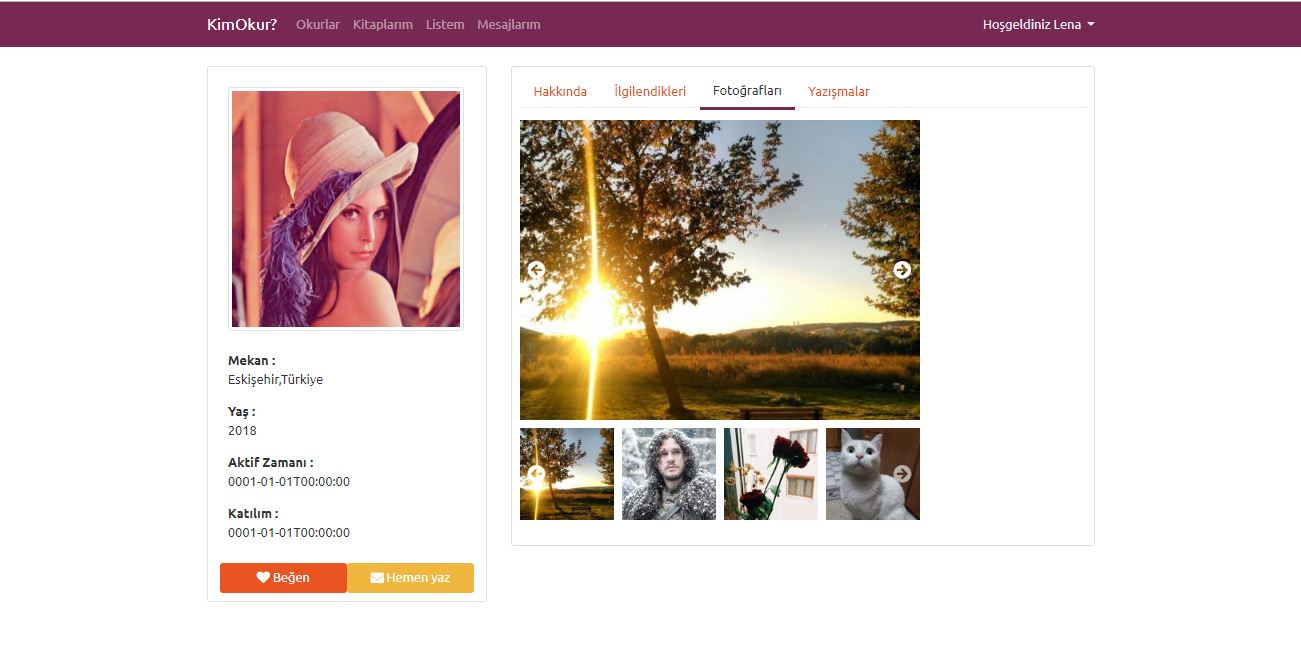 KimOkur? Okurlar Kitaplarım Listem Mesajlarım Hoşgeldiniz Lena
Mekan :
Eskişehir,Türkiye
Yaş :
2018
Aktif Zamanı :
0001-01-01T00:00:00
Katılım :
0001-01-01T00:00:00
Beğen Hemen yaz
Hakkında İlgilendikleri Fotoğrafları Yazışmalar